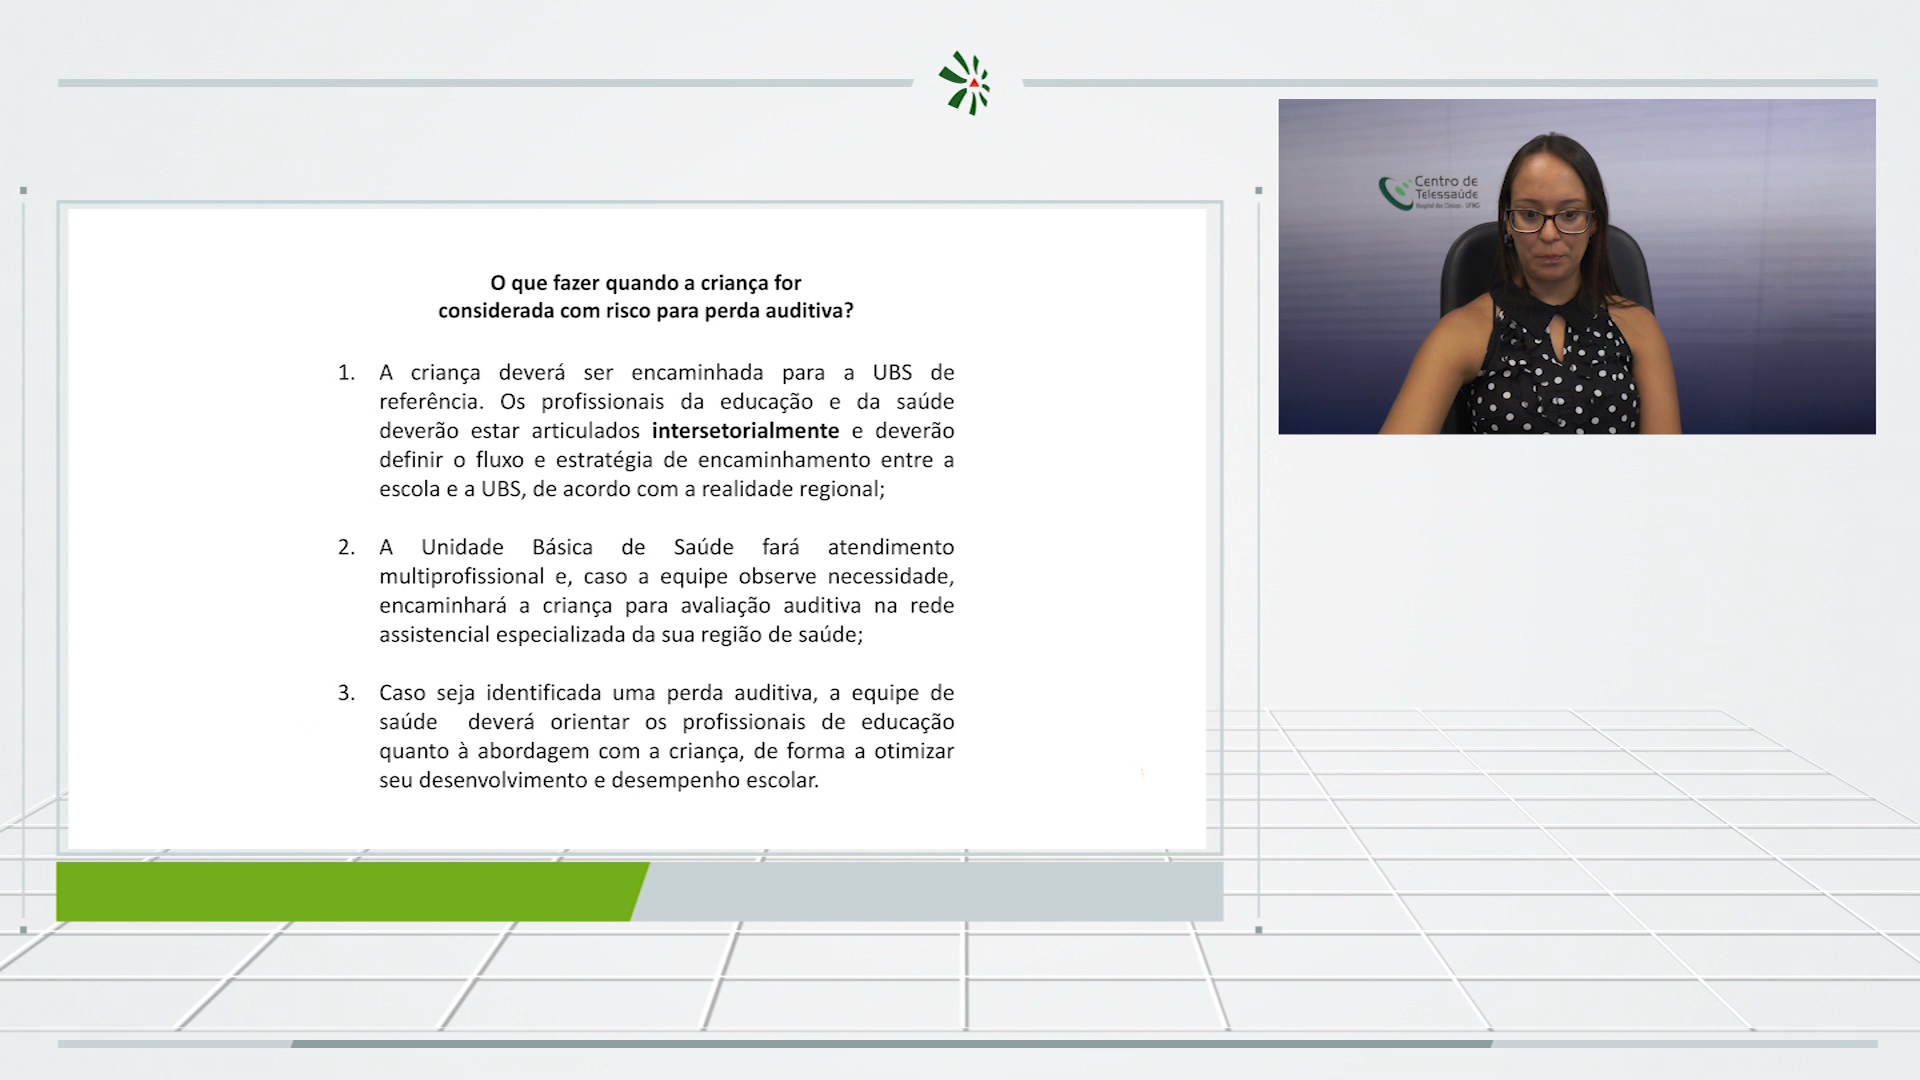 O que fazer quando a criança for
considerada com risco para perda auditiva?
1. A criança deverá ser encaminhada para a UBS de
referência. Os profissionais da educação e da saúde
deverão estar articulados intersetorialmente e deverão
definir o fluxo e estratégia de encaminhamento entre a
escola e a UBS, de acordo com a realidade regional;
2. A Unidade Básica de Saúde fará atendimento
multiprofissional e, caso a equipe observe necessidade,
encaminhará a criança para avaliação auditiva na rede
assistencial especializada da sua região de saúde;
3. Caso seja identificada uma perda auditiva, a equipe de
saúde deverá orientar os profissionais de educação
quanto à abordagem com a criança, de forma a otimizar
seu desenvolvimento e desempenho escolar.
Centro de
Telessaúde
Hospital das Clínicas - UFMG